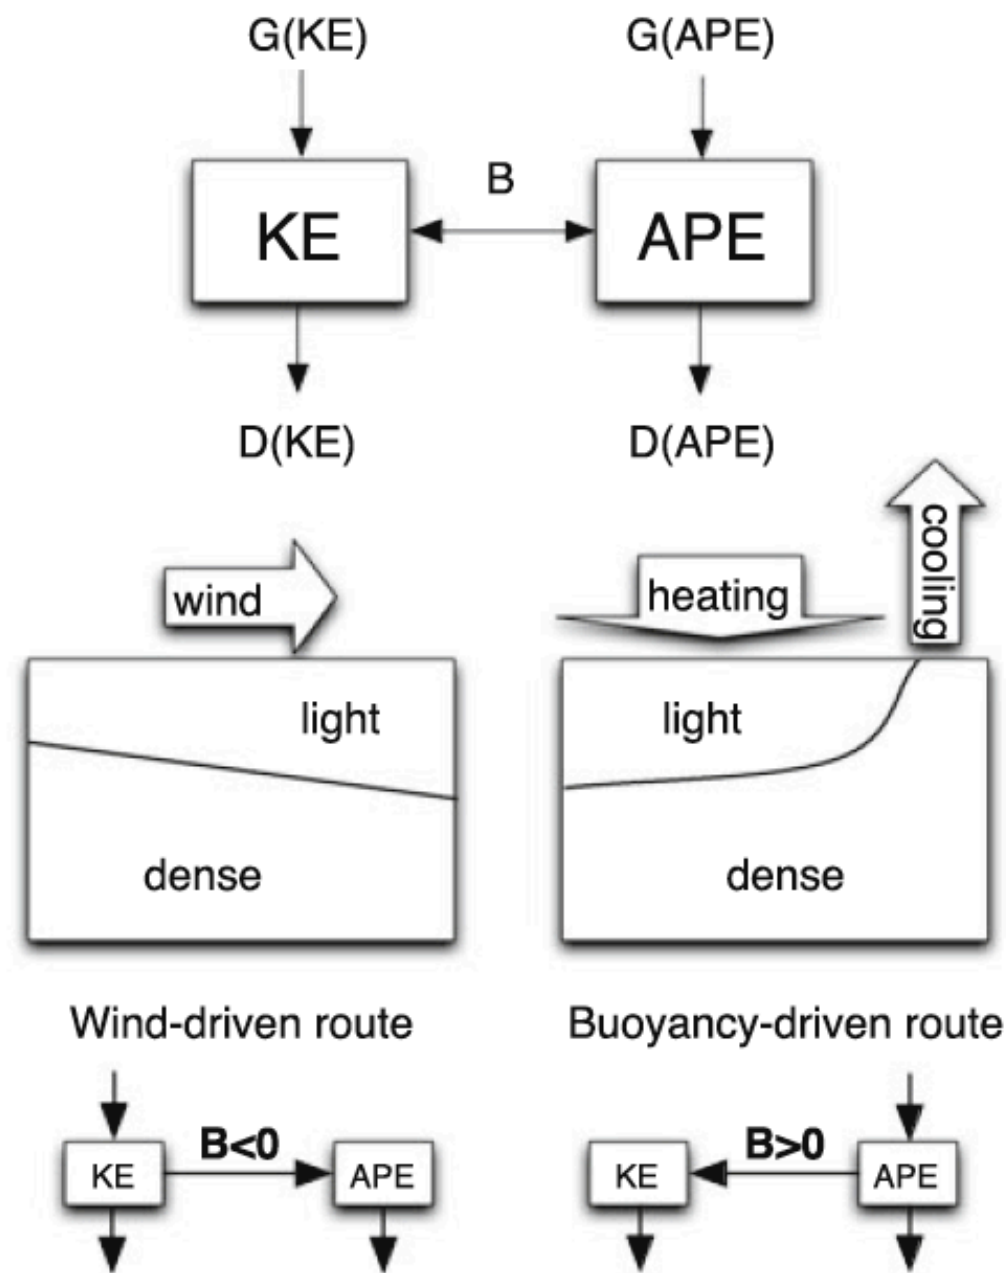 G(KE) G(APE)
B
KE APE
D(KE) D(APE)
cooling
wind heating
light light
dense dense
Wind-driven route Buoyancy-driven route
B<0 B>0
KE APE KE APE